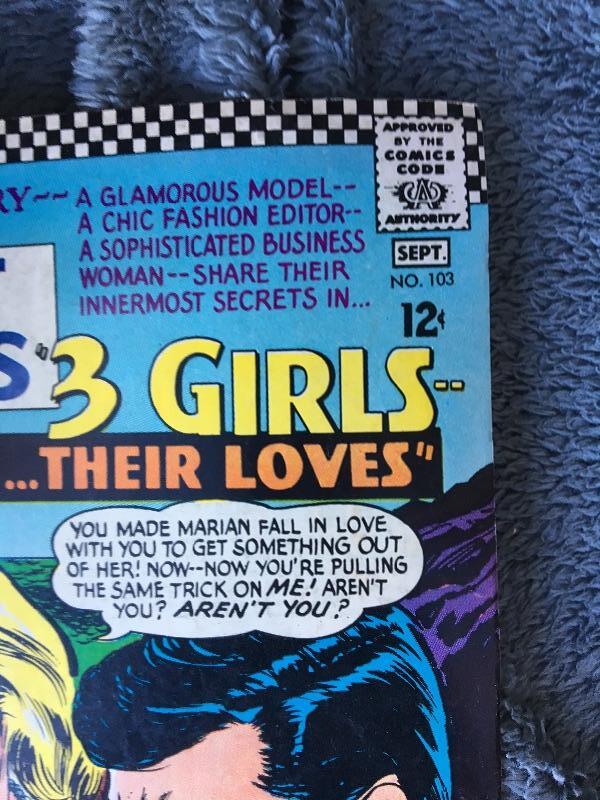 APPROVED
BY THE
COMICS
CODE
CA
AUTHORITY
RY~~ A GLAMOROUS MODEL--
A CHIC FASHION EDITOR--
A SOPHISTICATED BUSINESS
WOMAN--SHARE THEIR
INNERMOST SECRETS IN...
SEPT.
NO. 103
12¢
S "3 GIRLS--
...THEIR LOVES"
YOU MADE MARIAN FALL IN LOVE
WITH YOU TO GET SOMETHING OUT
OF HER! NOW--NOW YOU'RE PULLING
THE SAME TRICK ON ME! AREN'T
YOU? AREN'T YOU?